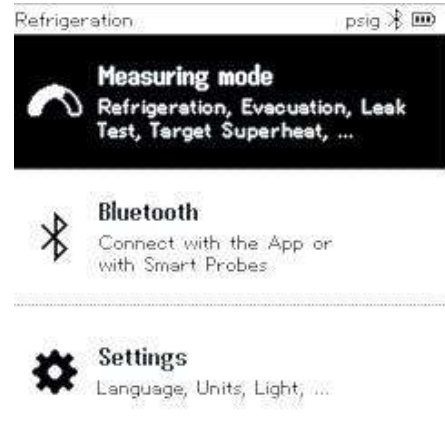 Refrigeration psig
Measuring mode
Refrigeration, Evacuation, Leak
Test, Target Superheat, ...
Bluetooth
Connect with the App or
with Smart Probes
Settings
Language, Units, Light, ...